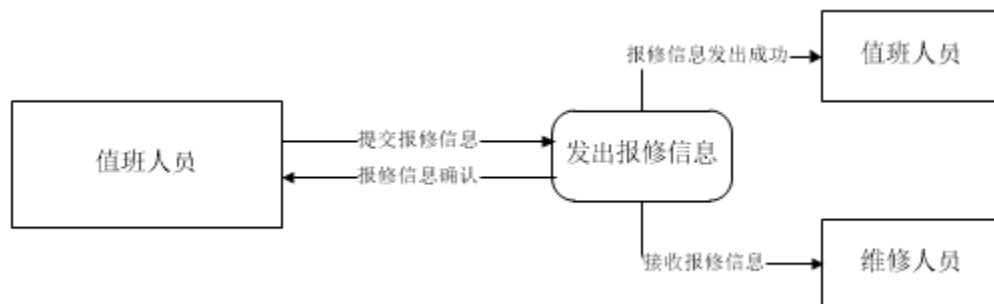 报修信息发出成功
值班人员
值班人员
提交报修信息
报修信息确认
发出报修信息
接收报修信息
维修人员